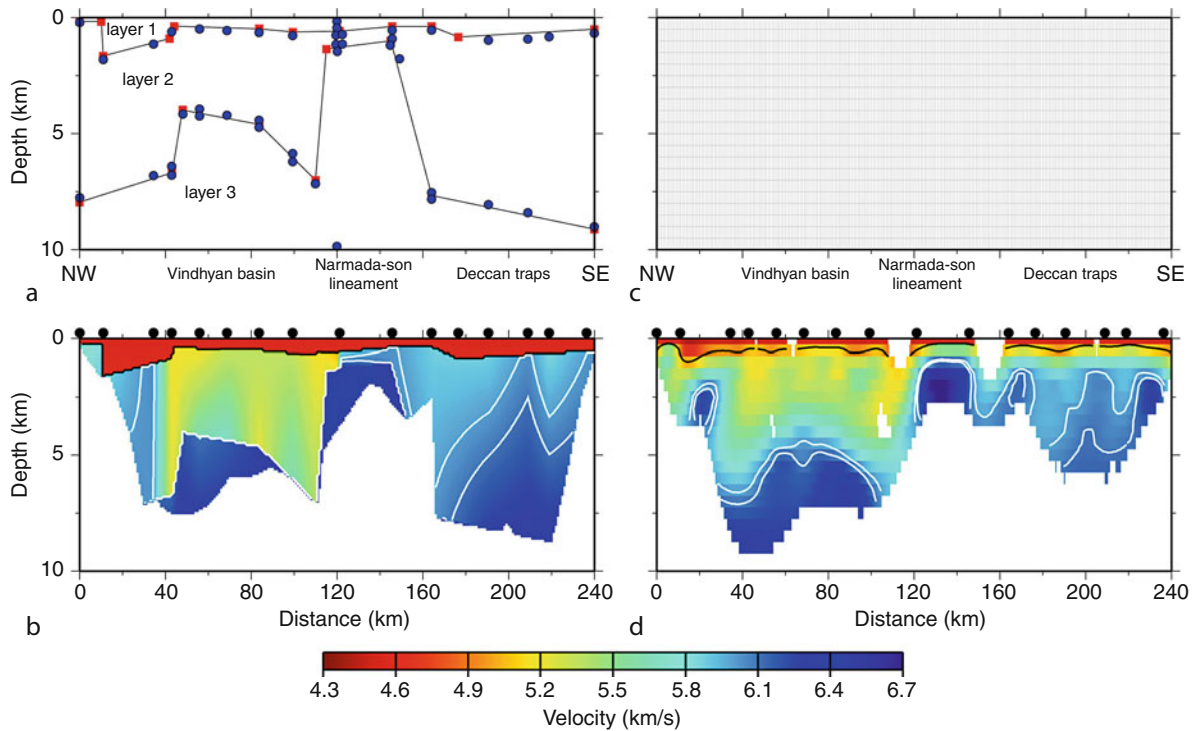 0
5
10
Depth (km)
layer 1
layer 2
layer 3
NW
Vindhyan basin
Narmada-son
lineament
Deccan traps
SE
a
NW
Vindhyan basin
Narmada-son
lineament
Deccan traps
SE
c
0
5
10
Depth (km)
0 40 80 120 160 200 240
Distance (km)
b
0 40 80 120 160 200 240
Distance (km)
d
4.3 4.6 4.9 5.2 5.5 5.8 6.1 6.4 6.7
Velocity (km/s)